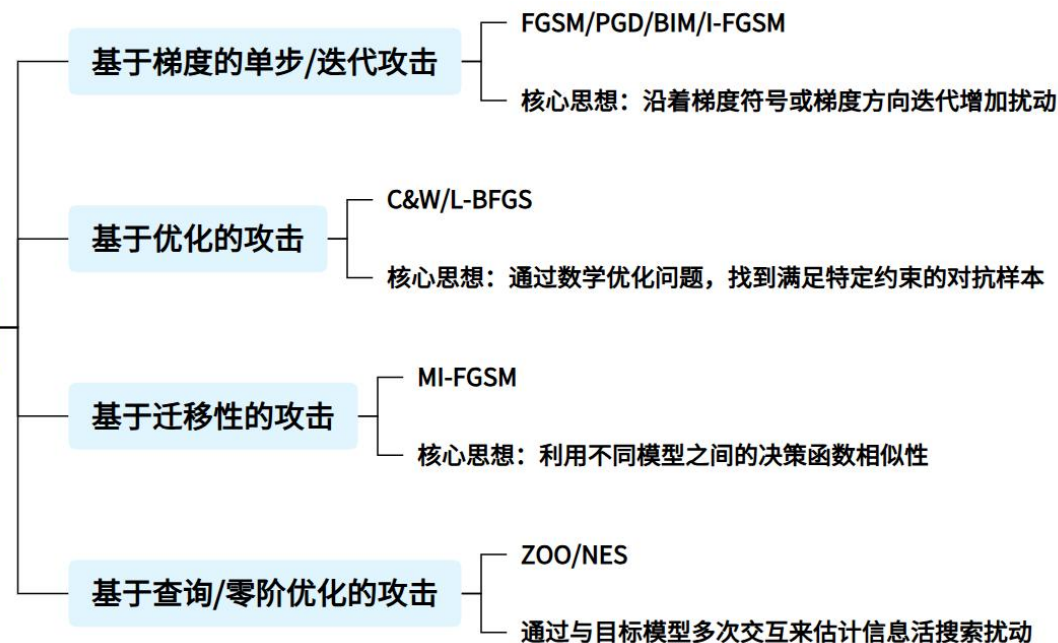 FGSM/PGD/BIM/I-FGSM
基于梯度的单步/迭代攻击
核心思想：沿着梯度符号或梯度方向迭代增加扰动
C&W/L-BFGS
基于优化的攻击
核心思想：通过数学优化问题，找到满足特定约束的对抗样本
MI-FGSM
基于迁移性的攻击
核心思想：利用不同模型之间的决策函数相似性
ZOO/NES
基于查询/零阶优化的攻击
通过与目标模型多次交互来估计信息活搜索扰动